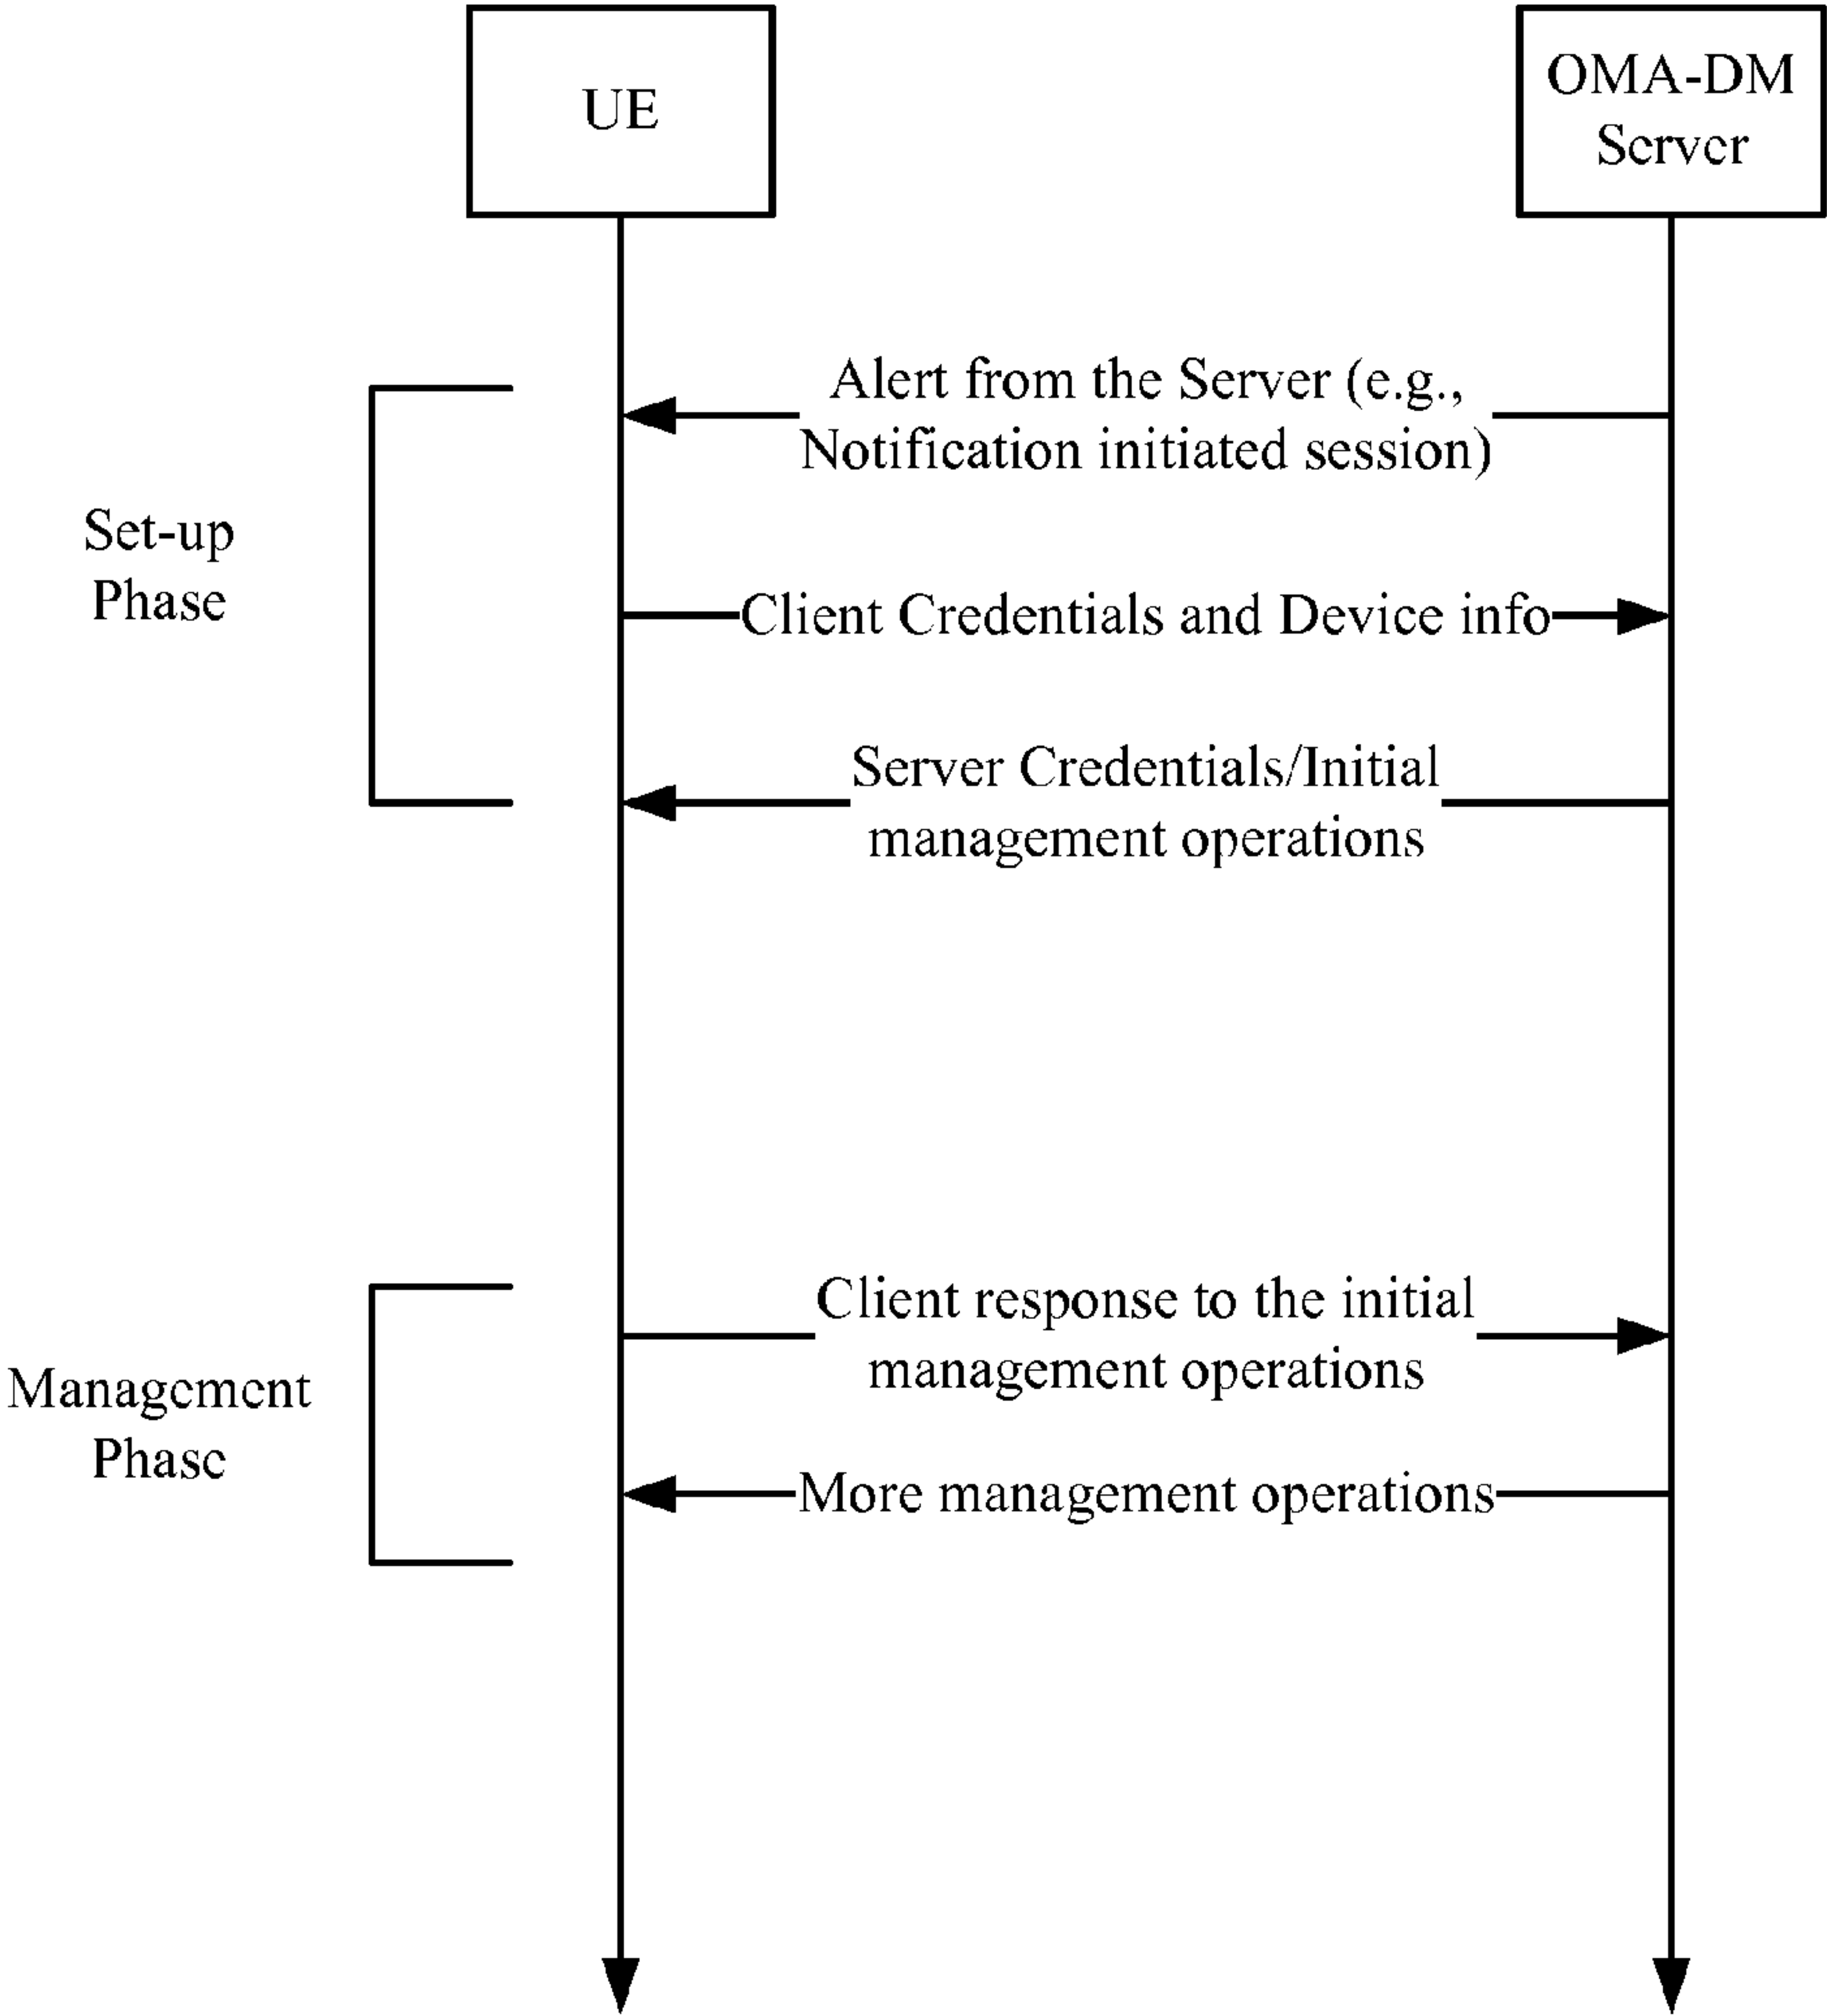 UE
OMA-DM
Server
Alert from the Server (e.g.,
Notification initiated session)
Set-up
Phase
Client Credentials and Device info
Server Credentials/Initial
management operations
Client response to the initial
management operations
Management
Phase
More management operations